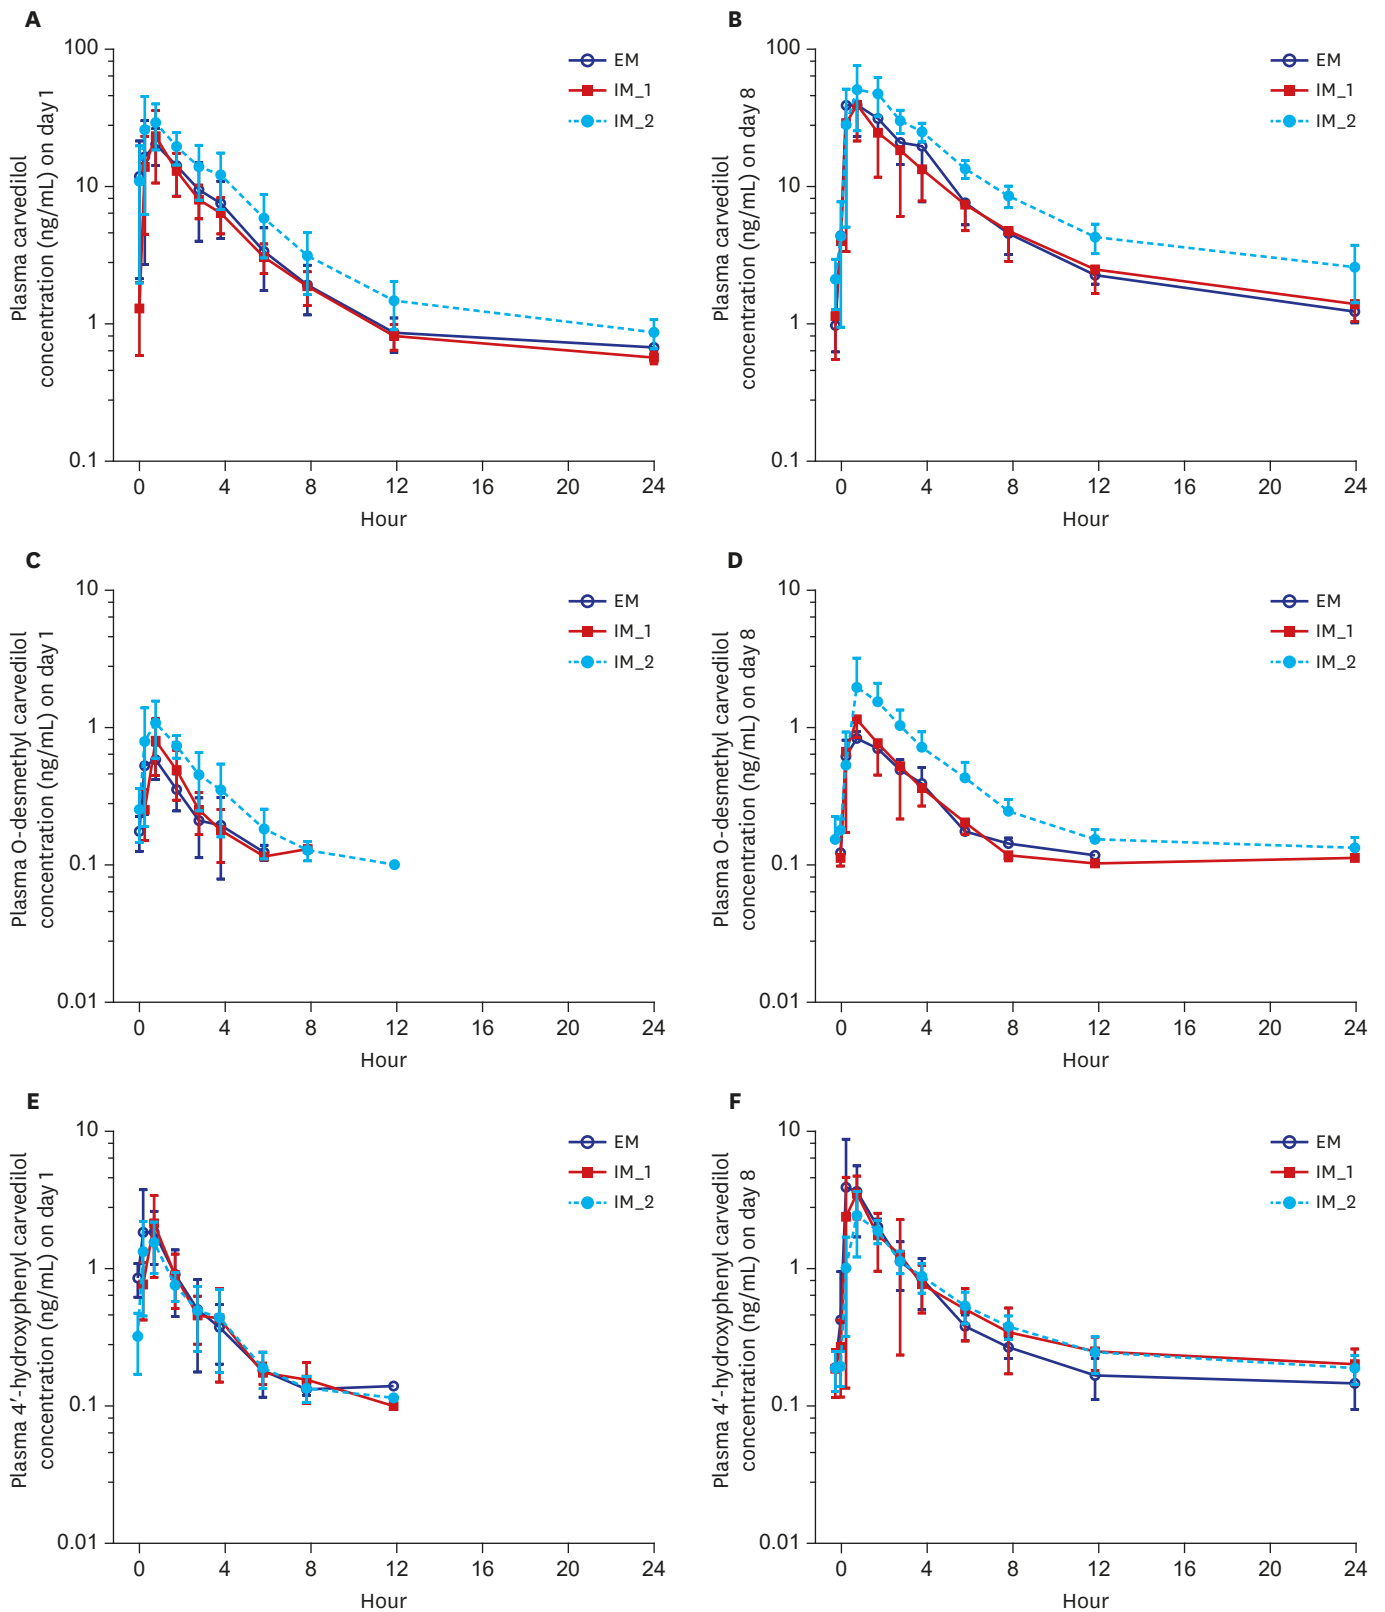 A
Plasma carvedilol
concentration (ng/mL) on day 1
100
10
1
0.1
EM
IM_1
IM_2
0 4 8 12 16 20 24
Hour
B
Plasma carvedilol
concentration (ng/mL) on day 8
100
10
1
0.1
EM
IM_1
IM_2
0 4 8 12 16 20 24
Hour
C
Plasma O-desmethyl carvedilol
concentration (ng/mL) on day 1
10
1
0.1
0.01
EM
IM_1
IM_2
0 4 8 12 16 20 24
Hour
D
Plasma O-desmethyl carvedilol
concentration (ng/mL) on day 8
10
1
0.1
0.01
EM
IM_1
IM_2
0 4 8 12 16 20 24
Hour
E
Plasma 4′-hydroxyphenyl carvedilol
concentration (ng/mL) on day 1
10
1
0.1
0.01
EM
IM_1
IM_2
0 4 8 12 16 20 24
Hour
F
Plasma 4′-hydroxyphenyl carvedilol
concentration (ng/mL) on day 8
10
1
0.1
0.01
EM
IM_1
IM_2
0 4 8 12 16 20 24
Hour